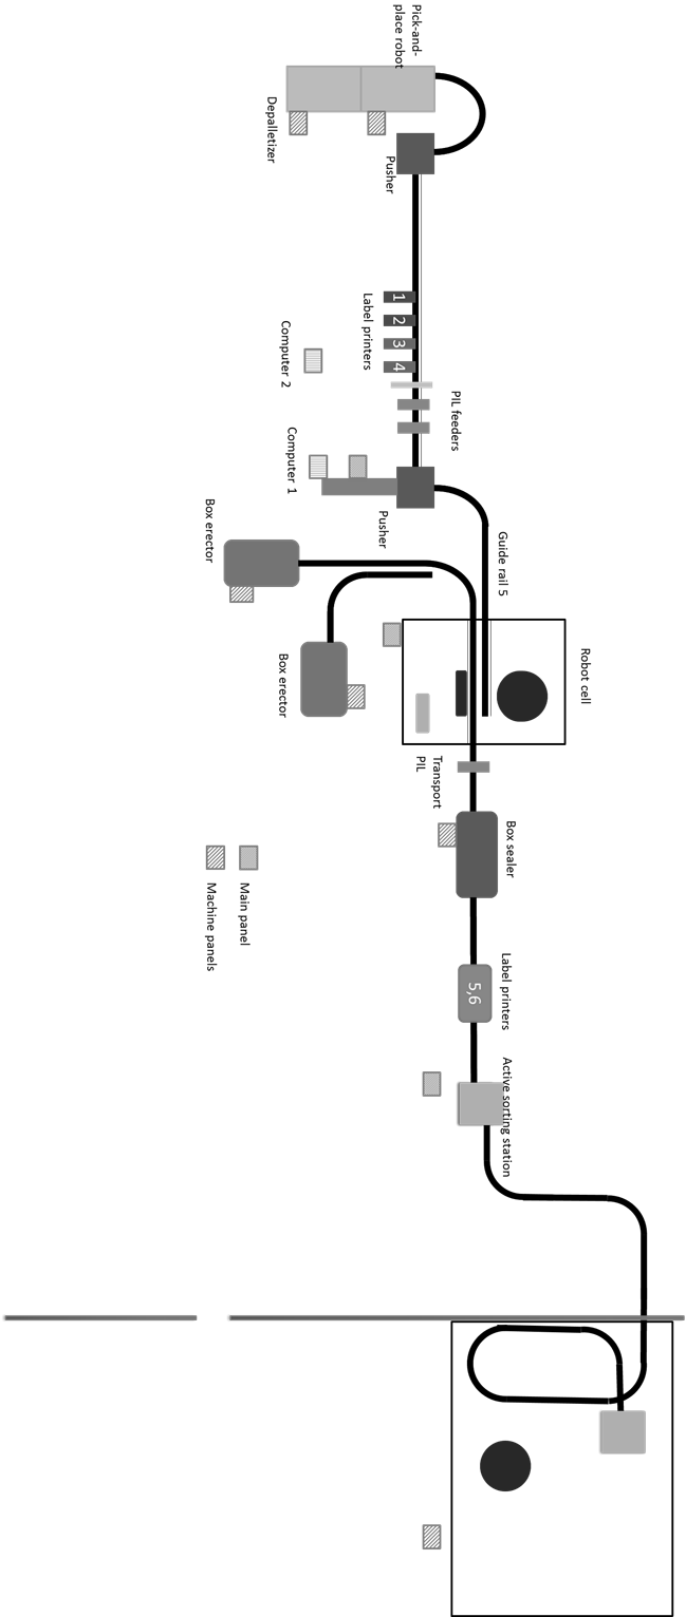 Pick-and-
place robot
Depalletizer
Pusher
1
2
3
4
Label printers
Computer 2
PIL feeders
Computer 1
Pusher
Box erector
Guide rail 5
Box erector
Robot cell
Transport
PIL
Box sealer
Main panel
Machine panels
Label printers
5,6
Active sorting station